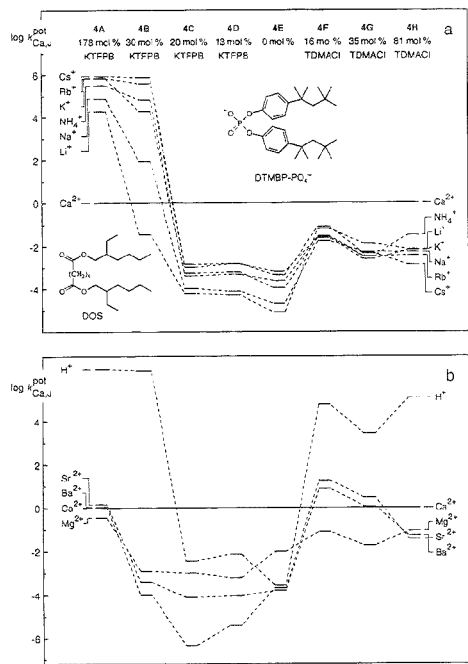 4A 4B 4C 4D 4E 4F 4G 4H
log k^pot_Ca,J 178 mol % 30 mol % 20 mol % 13 mol % 0 mol % 16 mol % 35 mol % 81 mol % a
KTFPB KTFPB KTFPB KTFPB TDMACl TDMACl TDMACl
6
4
2
0
-2
-4
Cs⁺
Rb⁺
K⁺
NH₄⁺
Na⁺
Li⁺
Ca²⁺
O⁻
O
P
O
O
DTMBP-PO₄⁻
Ca²⁺
NH₄⁺
Li⁺
K⁺
Na⁺
Rb⁺
Cs⁺
O
O
O
O
DOS
log k^pot_Ca,J b
4
2
0
-2
-4
-6
H⁺
Sr²⁺
Ba²⁺
Mg²⁺
H⁺
Ca²⁺
Mg²⁺
Sr²⁺
Ba²⁺